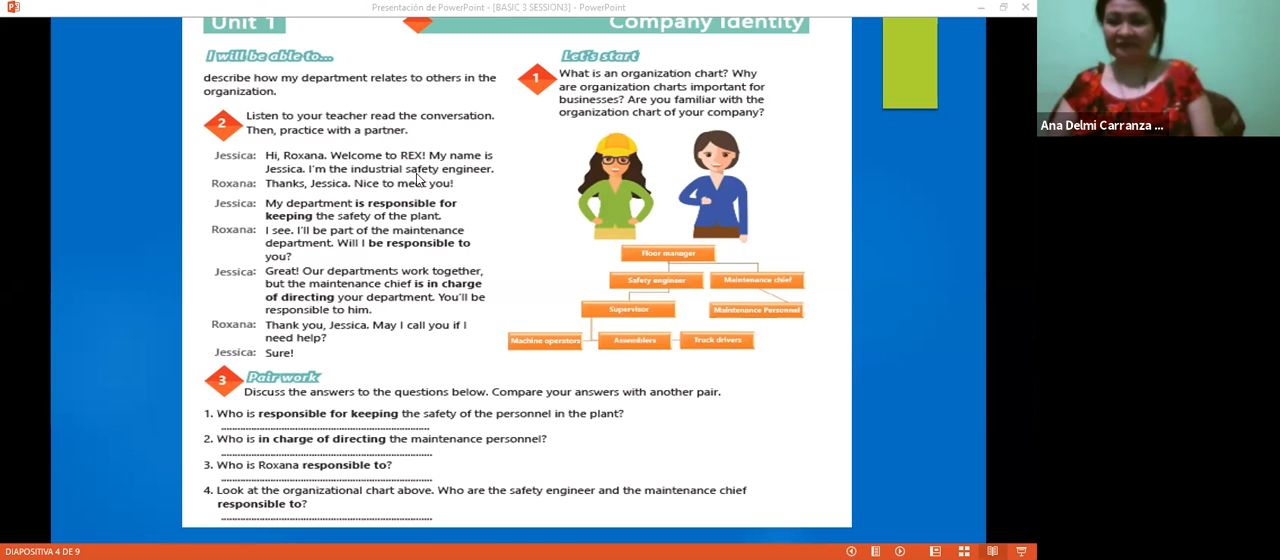 Presentación de PowerPoint - [BASIC 3 SESSION3] - PowerPoint
Unit 1
Company Identity
I will be able to...
describe how my department relates to others in the
organization.
2
Listen to your teacher read the conversation.
Then, practice with a partner.
Jessica: Hi, Roxana. Welcome to REX! My name is
Jessica. I'm the industrial safety engineer.
Roxana: Thanks, Jessica. Nice to meet you!
Jessica: My department is responsible for
keeping the safety of the plant.
Roxana: I see. I'll be part of the maintenance
department. Will I be responsible to
you?
Jessica: Great! Our departments work together,
but the maintenance chief is in charge
of directing your department. You'll be
responsible to him.
Roxana: Thank you, Jessica. May I call you if I
need help?
Jessica: Sure!
Let's start
1
What is an organization chart? Why
are organization charts important for
businesses? Are you familiar with the
organization chart of your company?
Floor manager
Safety engineer
Maintenance chief
Supervisor
Maintenance Personnel
Machine operators
Assemblers
Truck drivers
3
Pair work
Discuss the answers to the questions below. Compare your answers with another pair.
1. Who is responsible for keeping the safety of the personnel in the plant?
2. Who is in charge of directing the maintenance personnel?
3. Who is Roxana responsible to?
4. Look at the organizational chart above. Who are the safety engineer and the maintenance chief
responsible to?
Ana Delmi Carranza ...
DIAPOSITIVA 4 DE 9